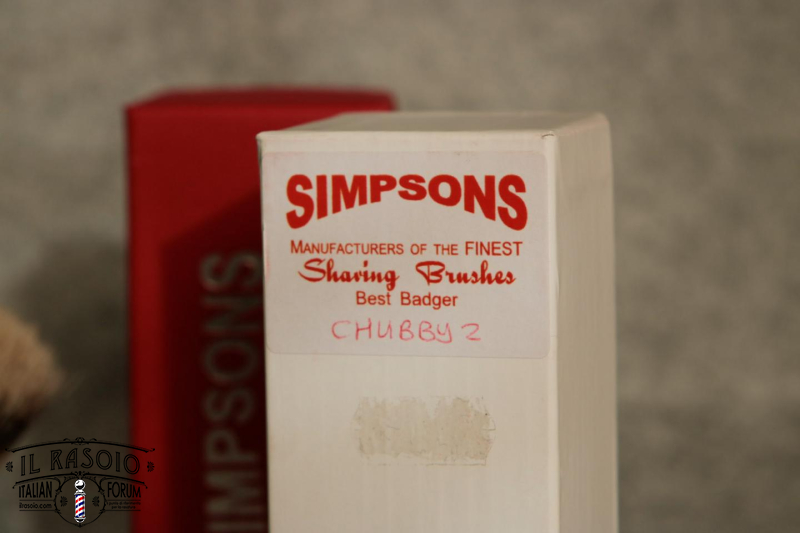 SIMPSONS
MANUFACTURERS OF THE FINEST
Shaving Brushes
Best Badger
CHUBBY 2
SIMPSONS
IL RASOIO
ITALIAN FORUM
ilrasoio.com